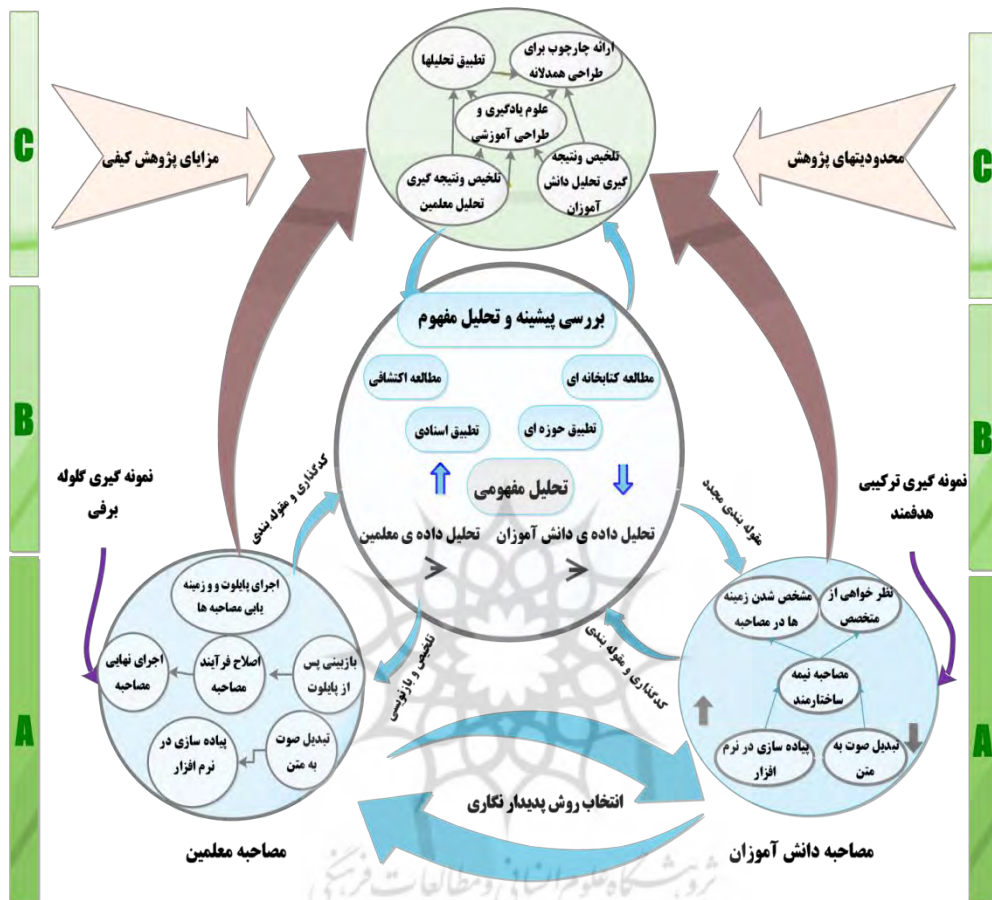 ارائه چارچوب برای
طراحی همدلانه
تطبیق تحلیلها
علوم یادگیری و
طراحی آموزشی
تلخیص ونتیجه
گیری تحلیل دانش
آموزان
تلخیص ونتیجه گیری
تحلیل معلمین
C
محدودیتهای پژوهش
مزایای پژوهش کیفی
C
بررسی پیشینه و تحلیل مفهوم
مطالعه کتابخانه ای
مطالعه اکتشافی
تطبیق حوزه ای
تطبیق اسنادی
تحلیل مفهومی
تحلیل داده ی دانش آموزان
تحلیل داده ی معلمین
B
B
نمونه گیری ترکیبی
هدفمند
نمونه گیری گلوله
برفی
مقوله بندی مجدد
کدگذاری و مقوله بندی
کدگذاری و مقوله بندی
تلخیص و بازنویسی
نظر خواهی از
متخصص
مشخص شدن زمینه
ها در مصاحبه
مصاحبه نیمه
ساختارمند
تبدیل صوت به
متن
پیاده سازی در نرم
افزار
A
اجرای پایلوت و و زمینه
یابی مصاحبه ها
بازبینی پس
از پایلوت
اصلاح فرآیند
مصاحبه
اجرای نهایی
مصاحبه
تبدیل صوت
به متن
پیاده سازی در
نرم افزار
A
انتخاب روش پدیدار نگاری
مصاحبه دانش آموزان
مصاحبه معلمین
پژوهشگاه علوم انسانی و مطالعات فرهنگی